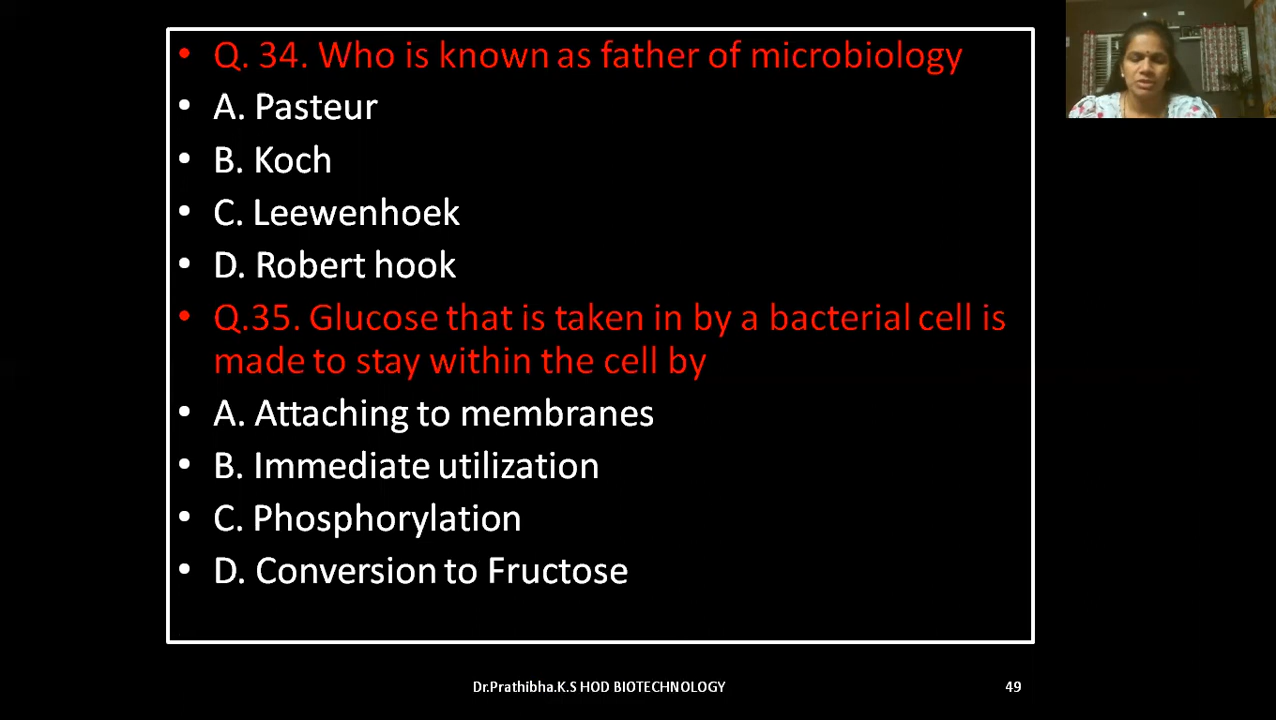 • Q. 34. Who is known as father of microbiology
• A. Pasteur
• B. Koch
• C. Leewenhoek
• D. Robert hook
• Q.35. Glucose that is taken in by a bacterial cell is
made to stay within the cell by
• A. Attaching to membranes
• B. Immediate utilization
• C. Phosphorylation
• D. Conversion to Fructose
Dr.Prathibha.K.S HOD BIOTECHNOLOGY 49